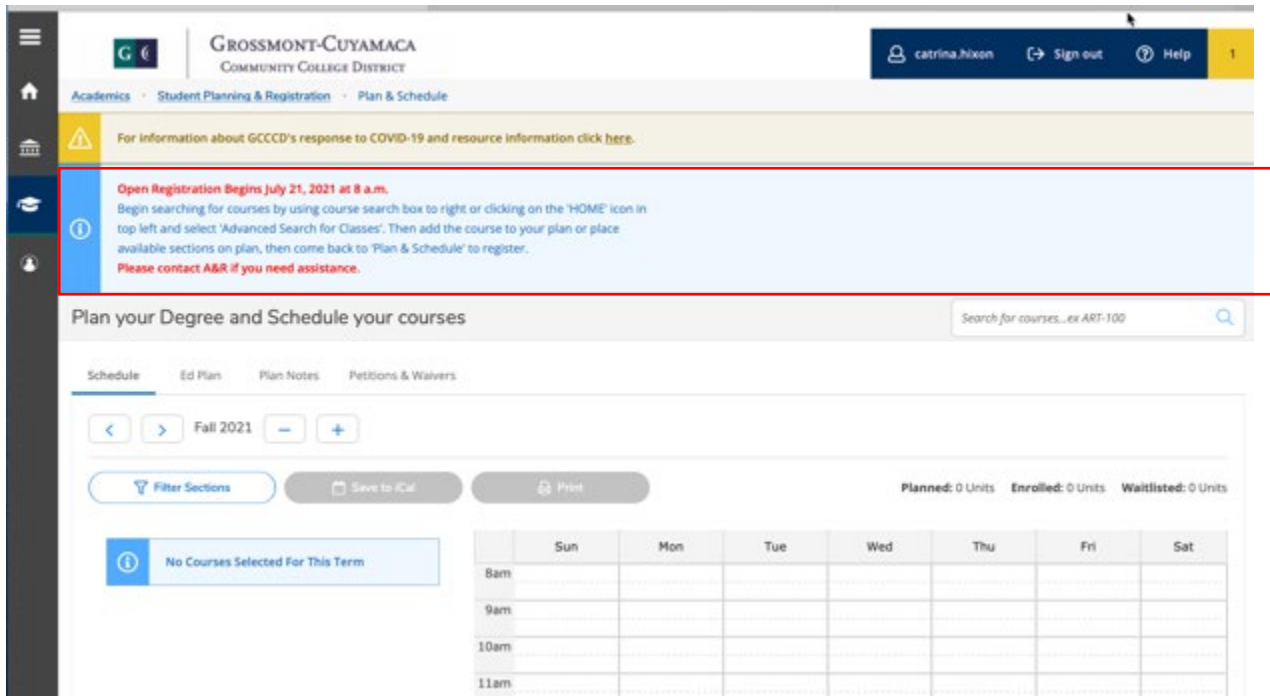 G C
GROSSMONT-CUYAMACA
COMMUNITY COLLEGE DISTRICT
catrina.hixon Sign out Help 1
Academics · Student Planning & Registration · Plan & Schedule
For information about GCCCD's response to COVID-19 and resource information click here.
Open Registration Begins July 21, 2021 at 8 a.m.
Begin searching for courses by using course search box to right or clicking on the 'HOME' icon in
top left and select 'Advanced Search for Classes'. Then add the course to your plan or place
available sections on plan, then come back to 'Plan & Schedule' to register.
Please contact A&R if you need assistance.
Plan your Degree and Schedule your courses
Search for courses...ex ART-100
Schedule Ed Plan Plan Notes Petitions & Waivers
Fall 2021
Filter Sections Save to iCal Print Planned: 0 Units Enrolled: 0 Units Waitlisted: 0 Units
No Courses Selected For This Term
Sun Mon Tue Wed Thu Fri Sat
8am
9am
10am
11am